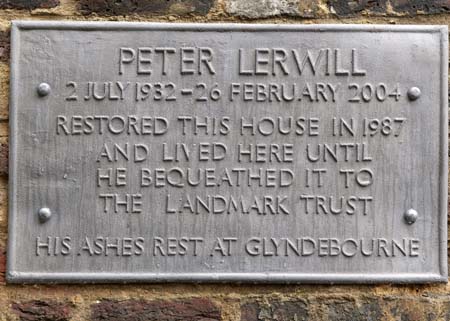 PETER LERWILL
2 JULY 1932-26 FEBRUARY 2004
RESTORED THIS HOUSE IN 1987
AND LIVED HERE UNTIL
HE BEQUEATHED IT TO
THE LANDMARK TRUST
HIS ASHES REST AT GLYNDEBOURNE